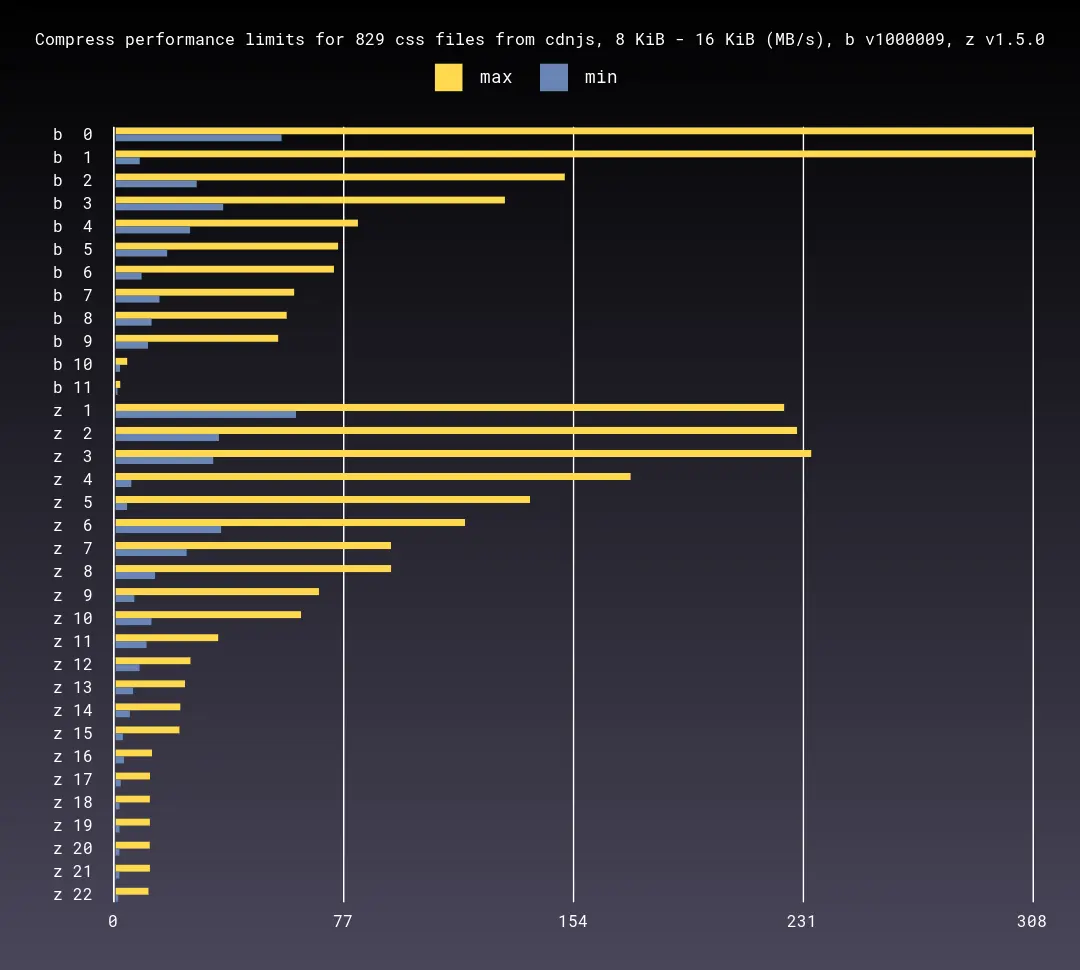 Compress performance limits for 829 css files from cdnjs, 8 KiB - 16 KiB (MB/s), b v1000009, z v1.5.0
max min
b 0
b 1
b 2
b 3
b 4
b 5
b 6
b 7
b 8
b 9
b 10
b 11
z 1
z 2
z 3
z 4
z 5
z 6
z 7
z 8
z 9
z 10
z 11
z 12
z 13
z 14
z 15
z 16
z 17
z 18
z 19
z 20
z 21
z 22
0 77 154 231 308